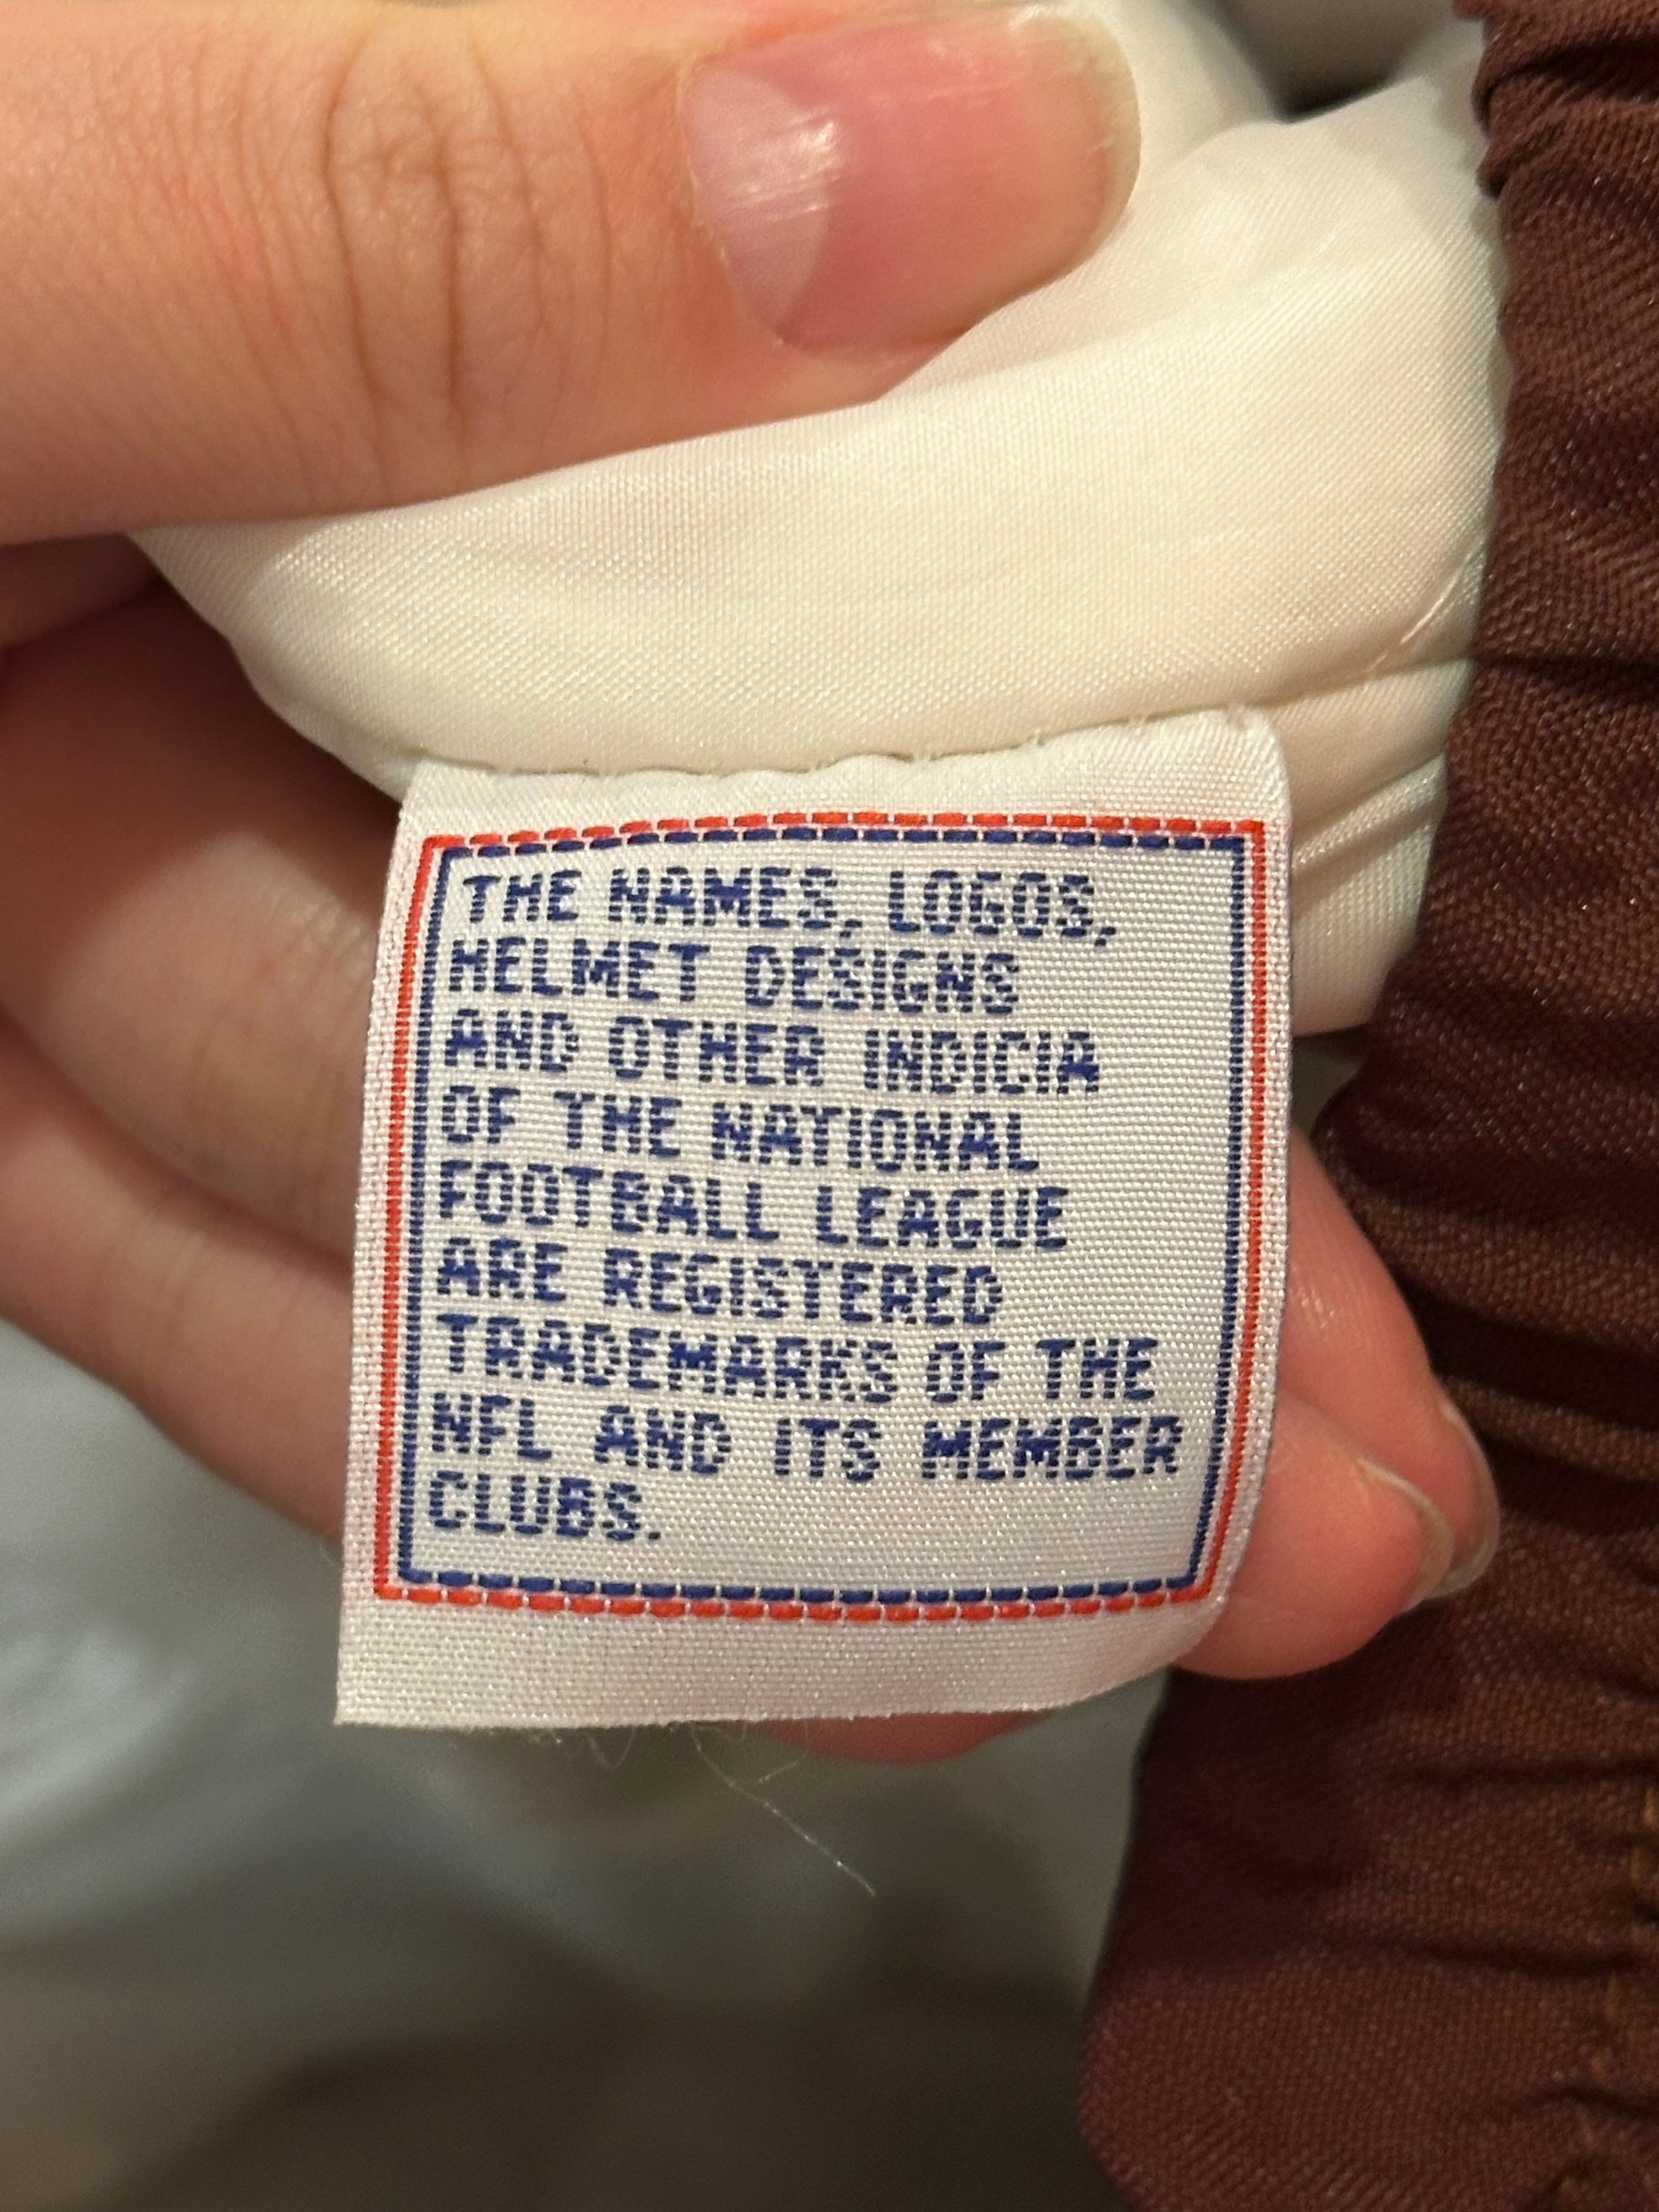 THE NAMES, LOGOS,
HELMET DESIGNS
AND OTHER INDICIA
OF THE NATIONAL
FOOTBALL LEAGUE
ARE REGISTERED
TRADEMARKS OF THE
NFL AND ITS MEMBER
CLUBS.